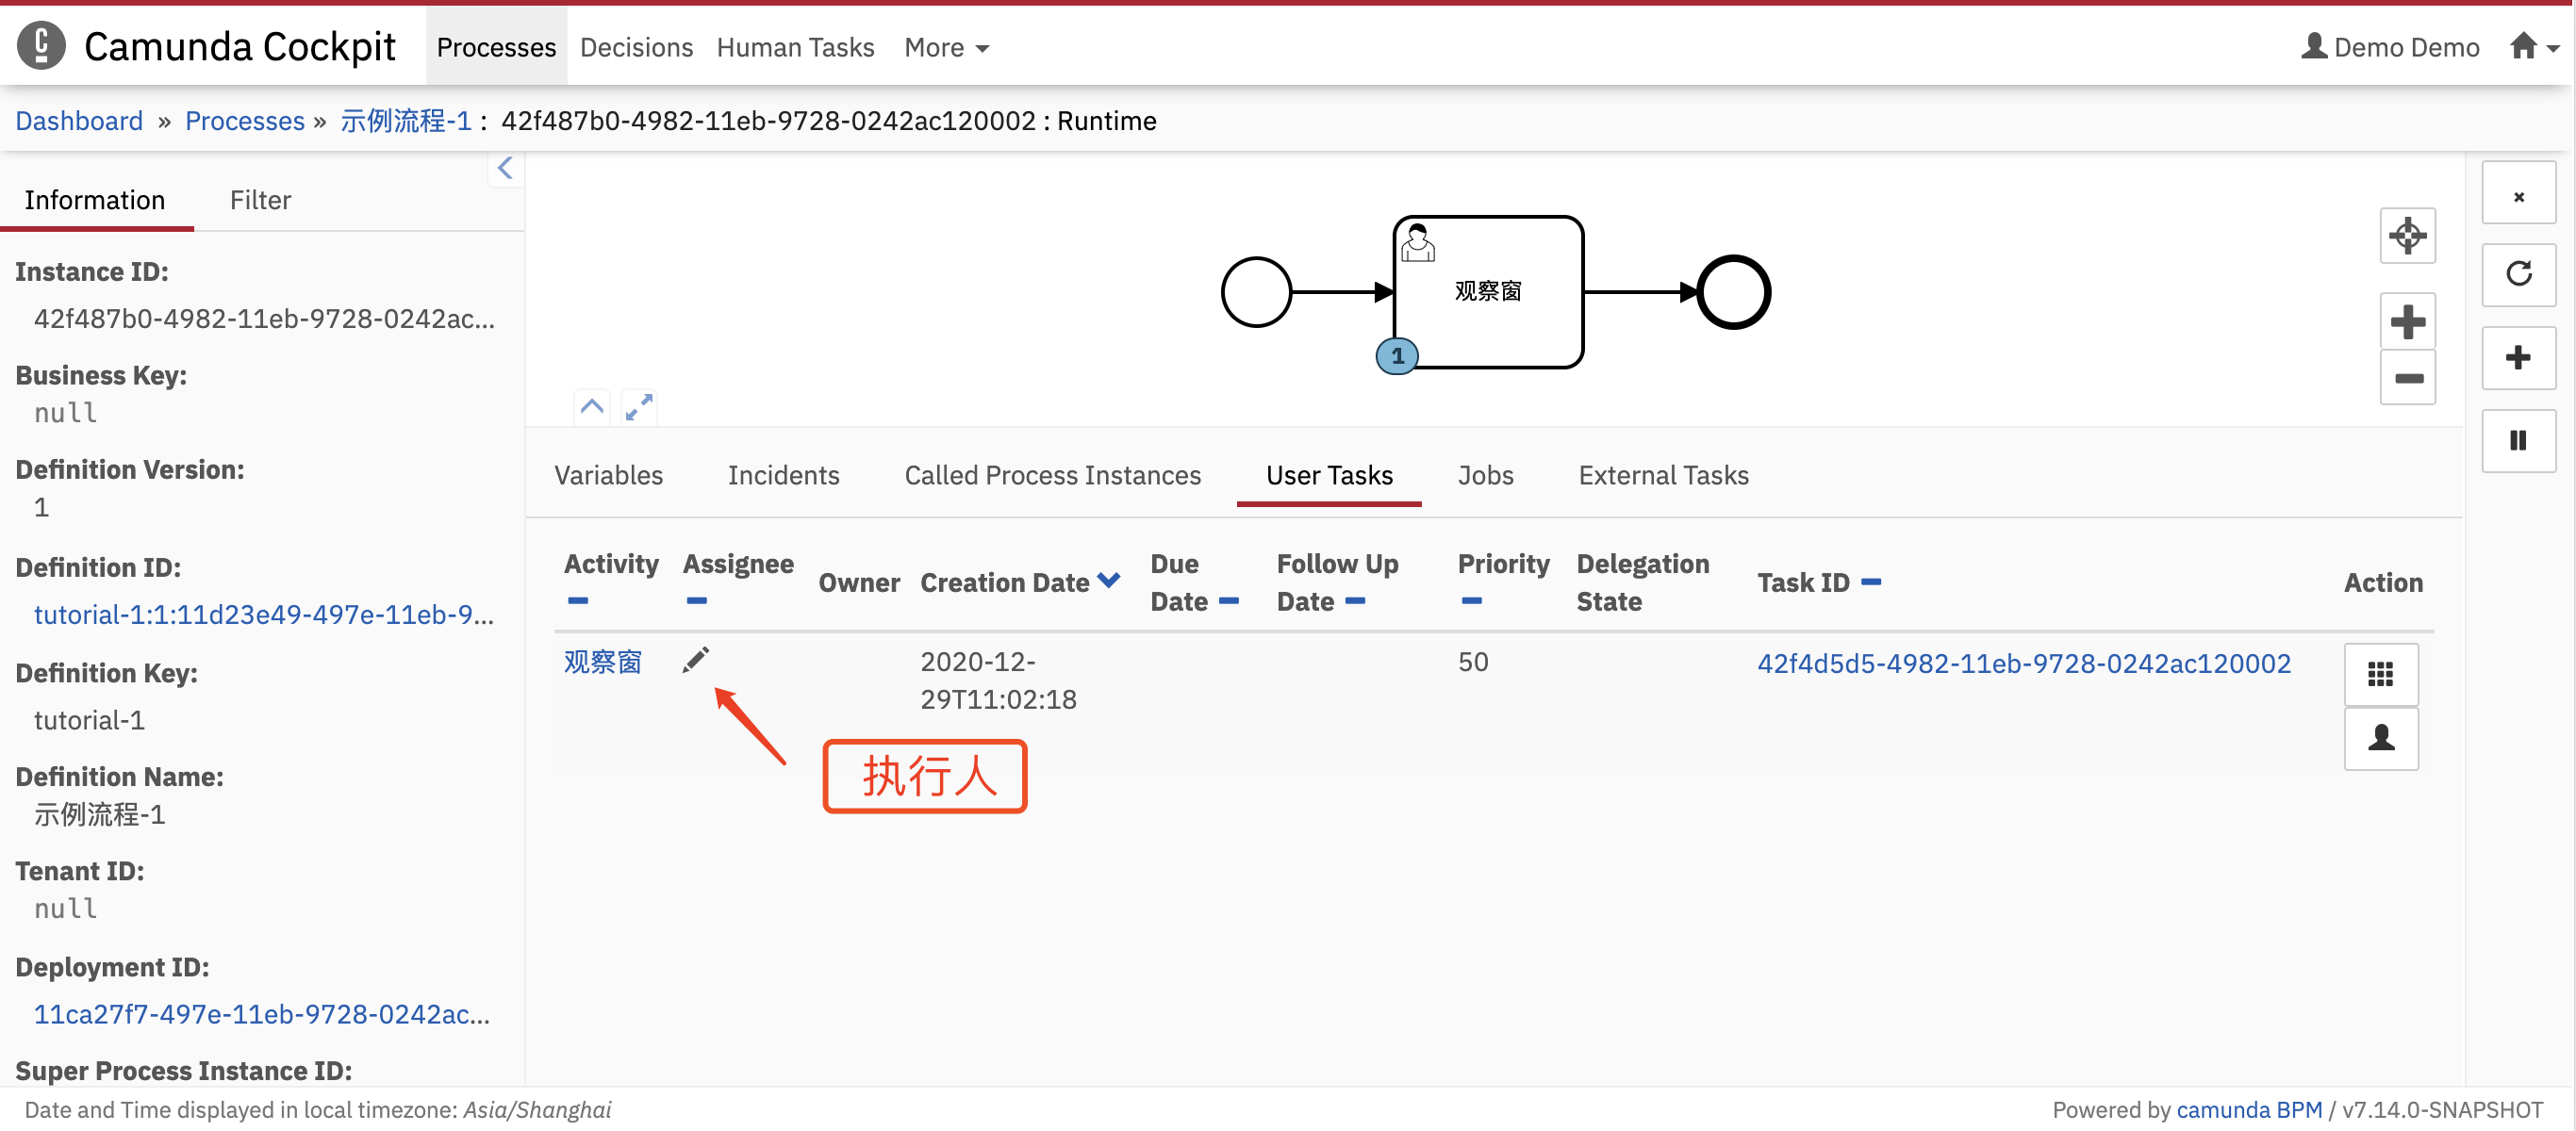 Camunda Cockpit Processes Decisions Human Tasks More Demo Demo
Dashboard » Processes » 示例流程-1 : 42f487b0-4982-11eb-9728-0242ac120002 : Runtime
Information Filter
Instance ID:
42f487b0-4982-11eb-9728-0242ac...
Business Key:
null
Definition Version:
1
Definition ID:
tutorial-1:1:11d23e49-497e-11eb-9...
Definition Key:
tutorial-1
Definition Name:
示例流程-1
Tenant ID:
null
Deployment ID:
11ca27f7-497e-11eb-9728-0242ac...
Super Process Instance ID:
观察窗
1
Variables Incidents Called Process Instances User Tasks Jobs External Tasks
Activity Assignee Owner Creation Date Due Date Follow Up Date Priority Delegation State Task ID Action
观察窗 2020-12-29T11:02:18 50 42f4d5d5-4982-11eb-9728-0242ac120002
执行人
Date and Time displayed in local timezone: Asia/Shanghai
Powered by camunda BPM / v7.14.0-SNAPSHOT